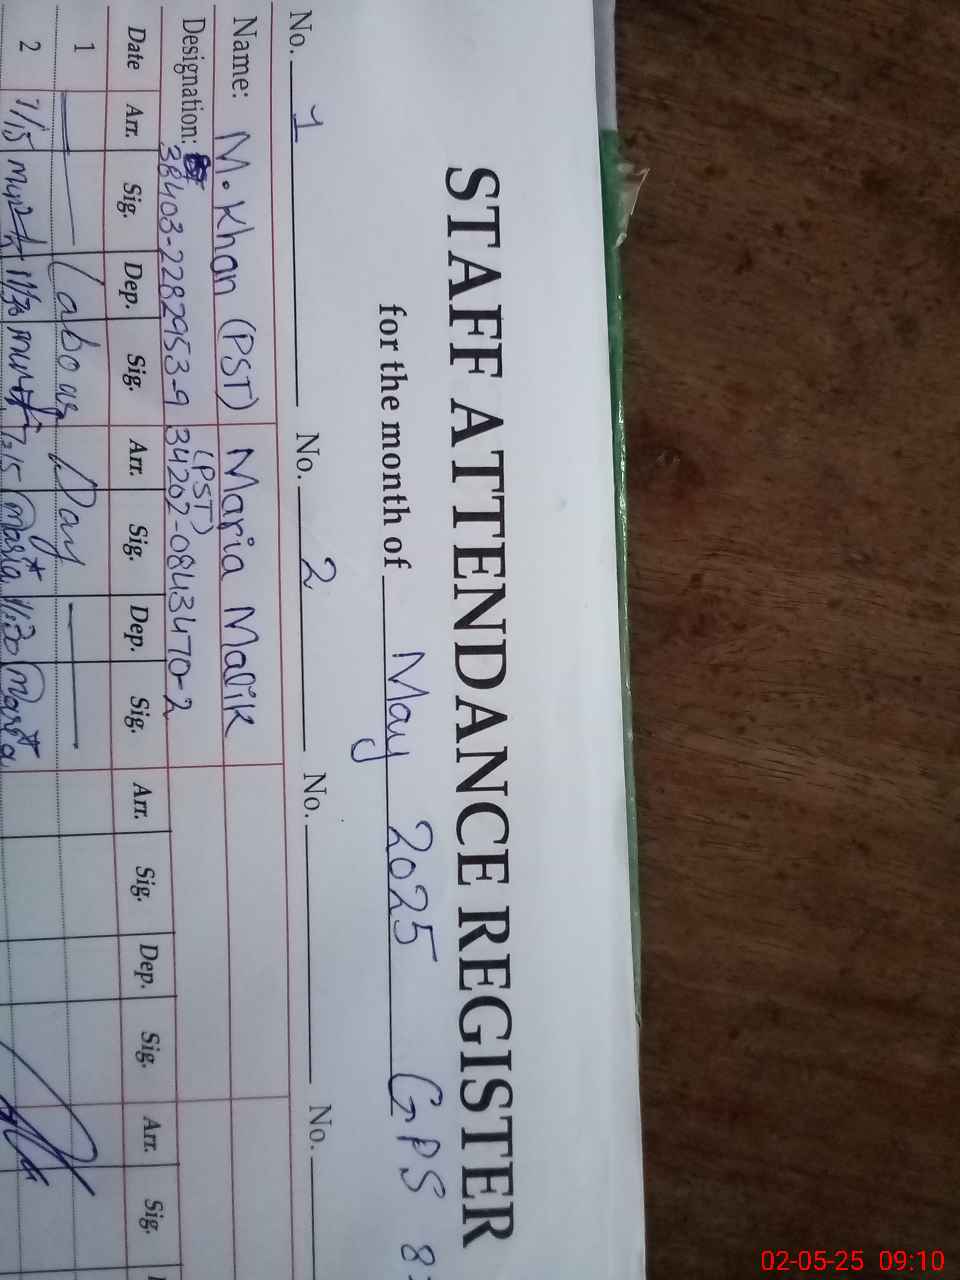 STAFF ATTENDANCE REGISTER
for the month of May 2025 GPS 8
No. 1 No. 2 No. No.
Name: M. Khan (PST) Maria Malik
Designation: 38403-2282953-9 (PST) 34202-0843470-2
Date Arr. Sig. Dep. Sig. Arr. Sig. Dep. Sig. Arr. Sig. Dep. Sig. Arr. Sig.
1 Labour Day
2 7/15 11/30 7/15 Maria 11/30 Maria
02-05-25 09:10